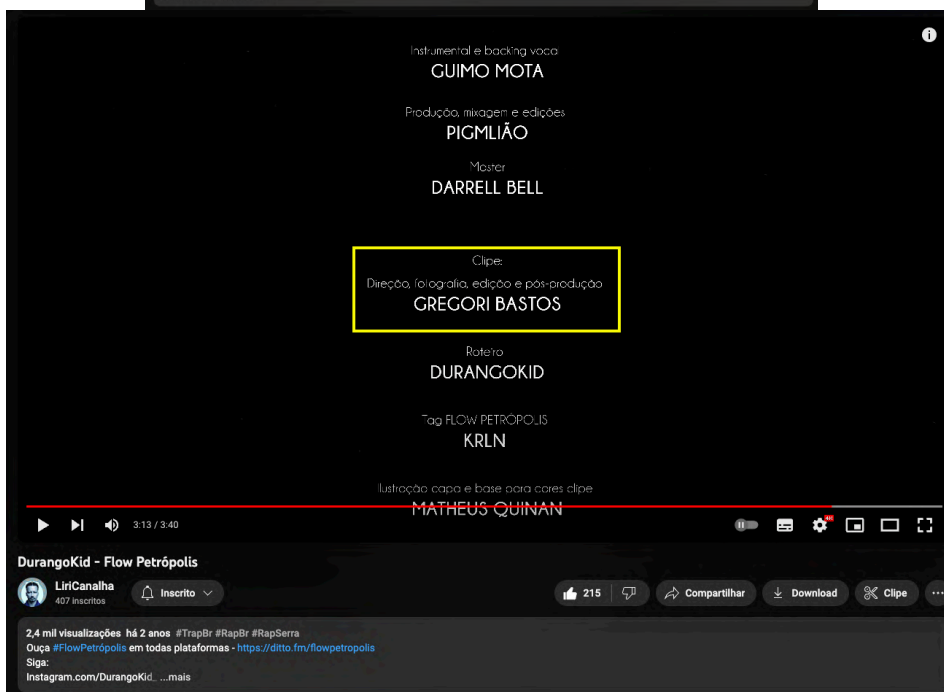 Instrumental e backing voca
GUIMO MOTA
Produção, mixagem e edições
PIGMLIÃO
Master
DARRELL BELL
Clipe:
Direção, fotografia, edição e pós-produção
GREGORI BASTOS
Roteiro
DURANGOKID
Tag FLOW PETRÓPOLIS
KRLN
Ilustração capa e base para cores clipe
MATHEUS QUINAN
3:13 / 3:40
4K
DurangoKid - Flow Petrópolis
LiriCanalha
407 inscritos
Inscrito
215
Compartilhar
Download
Clipe
2,4 mil visualizações há 2 anos #TrapBr #RapBr #RapSerra
Ouça #FlowPetrópolis em todas plataformas - https://ditto.fm/flowpetropolis
Siga:
Instagram.com/DurangoKid_ ...mais